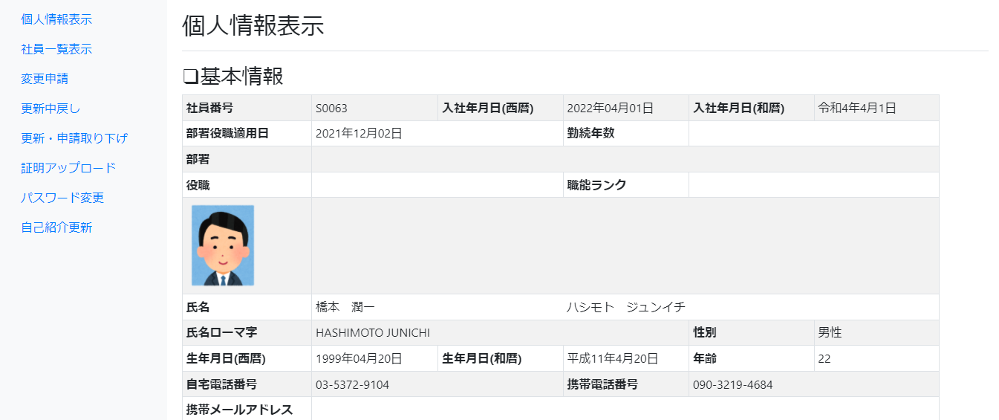 個人情報表示
社員一覧表示
変更申請
更新中戻し
更新・申請取り下げ
証明アップロード
パスワード変更
自己紹介更新
個人情報表示
❏基本情報
社員番号 S0063 入社年月日(西暦) 2022年04月01日 入社年月日(和暦) 令和4年4月1日
部署役職適用日 2021年12月02日 勤続年数
部署
役職 職能ランク
氏名 橋本　潤一 ハシモト　ジュンイチ
氏名ローマ字 HASHIMOTO JUNICHI 性別 男性
生年月日(西暦) 1999年04月20日 生年月日(和暦) 平成11年4月20日 年齢 22
自宅電話番号 03-5372-9104 携帯電話番号 090-3219-4684
携帯メールアドレス